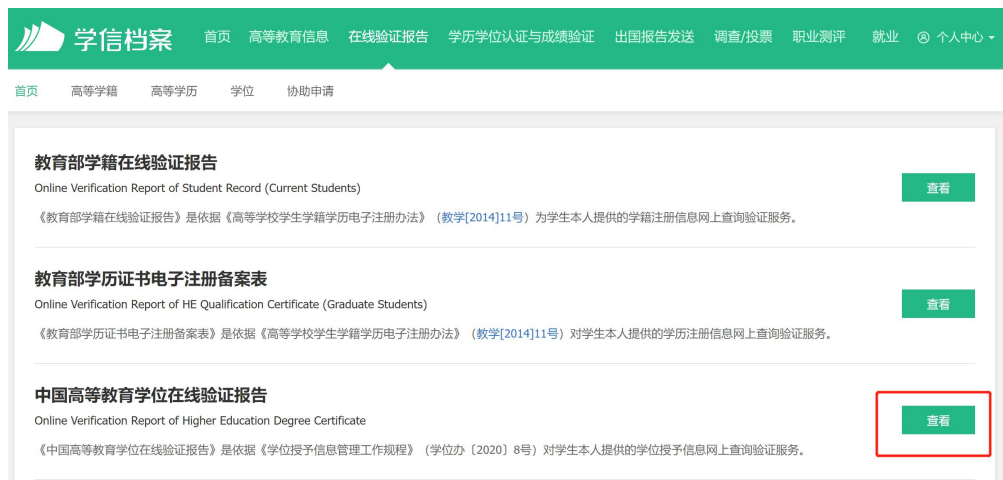 学信档案 首页 高等教育信息 在线验证报告 学历学位认证与成绩验证 出国报告发送 调查/投票 职业测评 就业 个人中心
首页 高等学籍 高等学历 学位 协助申请
教育部学籍在线验证报告
Online Verification Report of Student Record (Current Students)
查看
《教育部学籍在线验证报告》是依据《高等学校学生学籍学历电子注册办法》（教学[2014]11号）为学生本人提供的学籍注册信息网上查询验证服务。
教育部学历证书电子注册备案表
Online Verification Report of HE Qualification Certificate (Graduate Students)
查看
《教育部学历证书电子注册备案表》是依据《高等学校学生学籍学历电子注册办法》（教学[2014]11号）对学生本人提供的学历注册信息网上查询验证服务。
中国高等教育学位在线验证报告
Online Verification Report of Higher Education Degree Certificate
查看
《中国高等教育学位在线验证报告》是依据《学位授予信息管理工作规程》（学位办〔2020〕8号）对学生本人提供的学位授予信息网上查询验证服务。